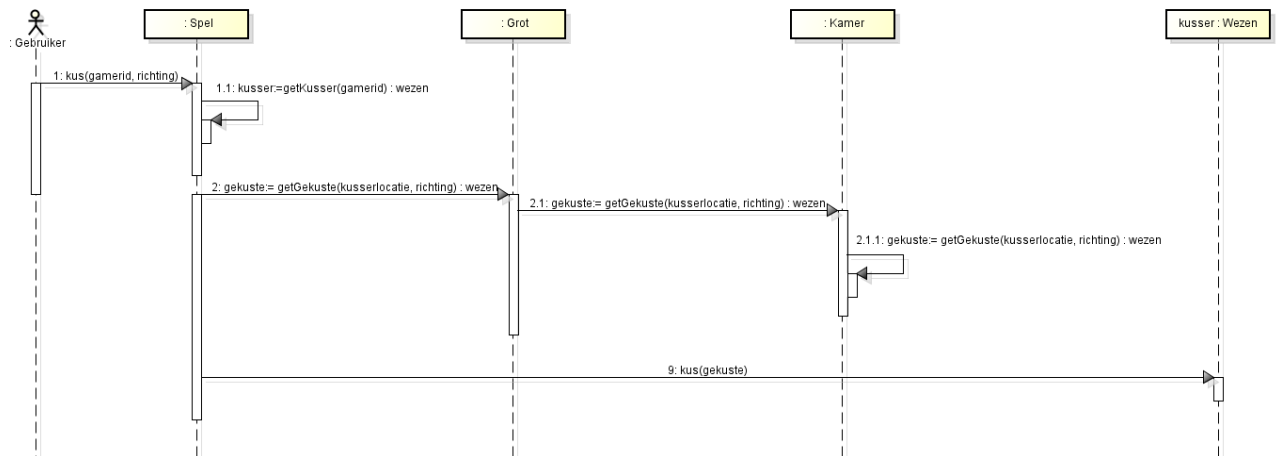 : Gebruiker
: Spel
: Grot
: Kamer
kusser : Wezen
1: kus(gamerid, richting)
1.1: kusser:=getKusser(gamerid) : wezen
2: gekuste:= getGekuste(kusserlocatie, richting) : wezen
2.1: gekuste:= getGekuste(kusserlocatie, richting) : wezen
2.1.1: gekuste:= getGekuste(kusserlocatie, richting) : wezen
9: kus(gekuste)